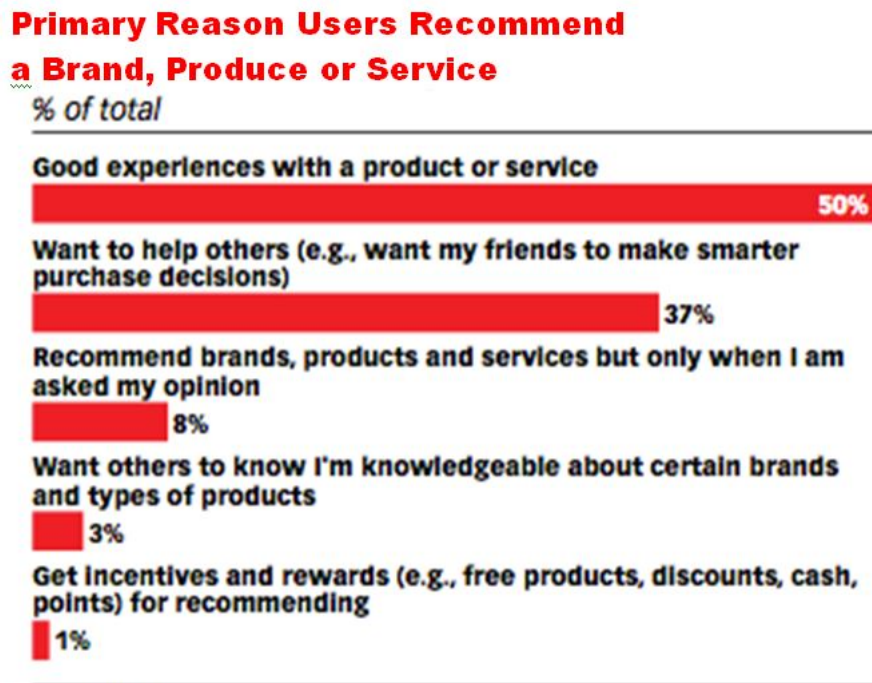 Primary Reason Users Recommend
a Brand, Produce or Service
% of total
Good experiences with a product or service
50%
Want to help others (e.g., want my friends to make smarter
purchase decisions)
37%
Recommend brands, products and services but only when I am
asked my opinion
8%
Want others to know I'm knowledgeable about certain brands
and types of products
3%
Get incentives and rewards (e.g., free products, discounts, cash,
points) for recommending
1%